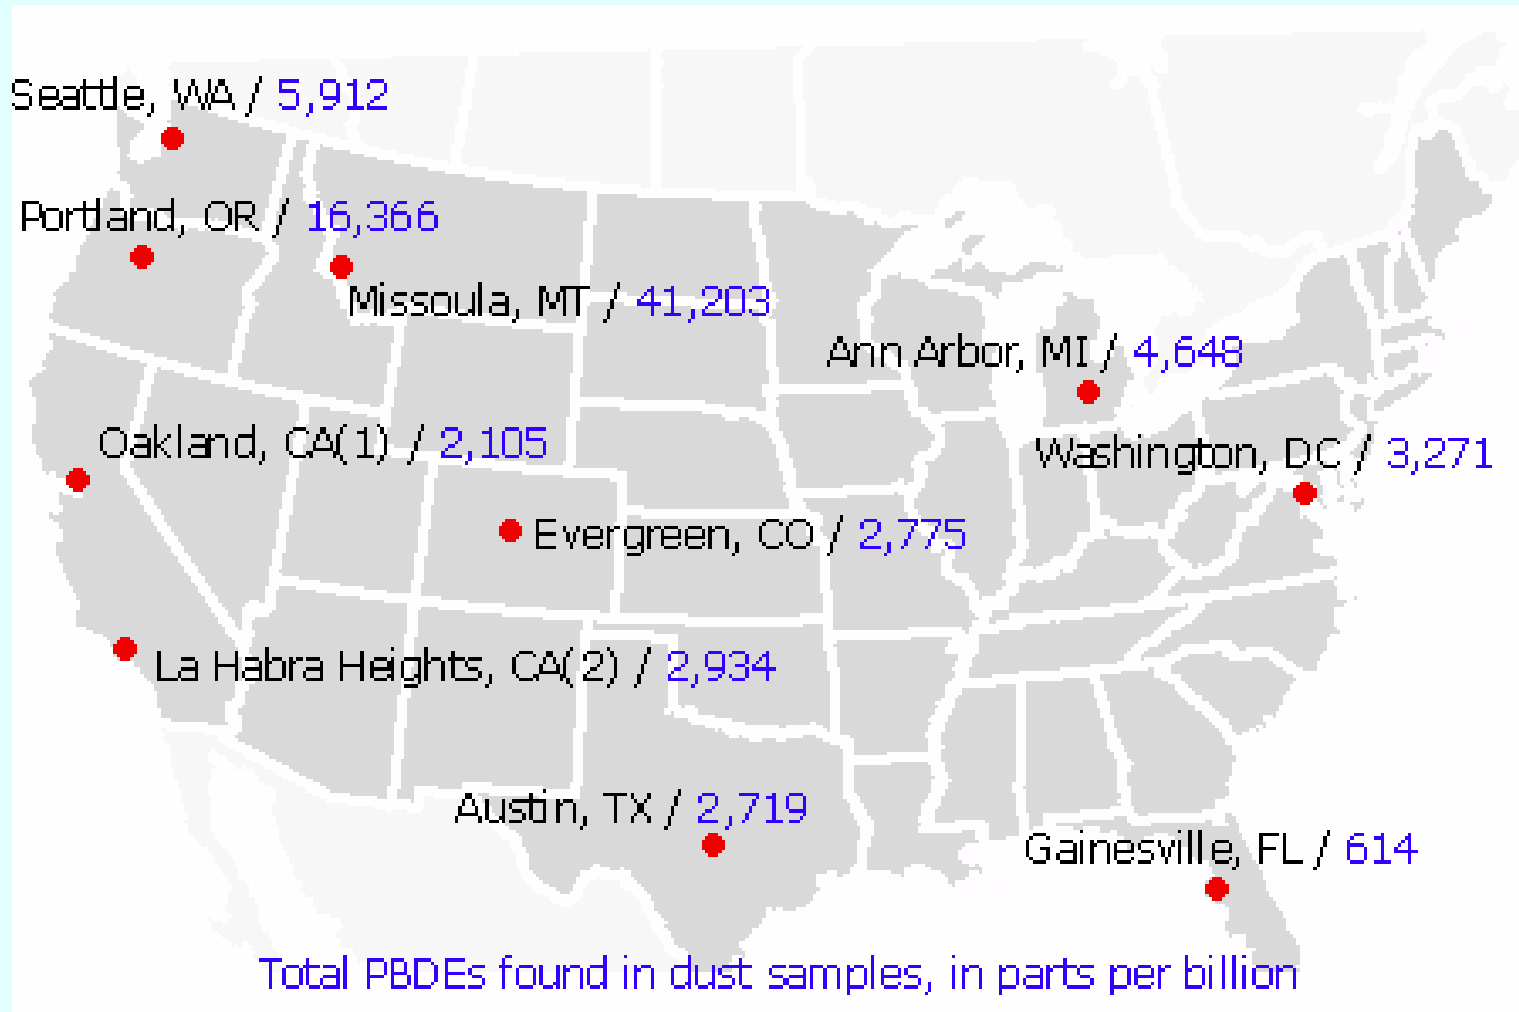 Seattle, WA / 5,912
Portland, OR / 16,366
Missoula, MT / 41,203
Ann Arbor, MI / 4,648
Oakland, CA(1) / 2,105
Washington, DC / 3,271
Evergreen, CO / 2,775
La Habra Heights, CA(2) / 2,934
Austin, TX / 2,719
Gainesville, FL / 614
Total PBDEs found in dust samples, in parts per billion